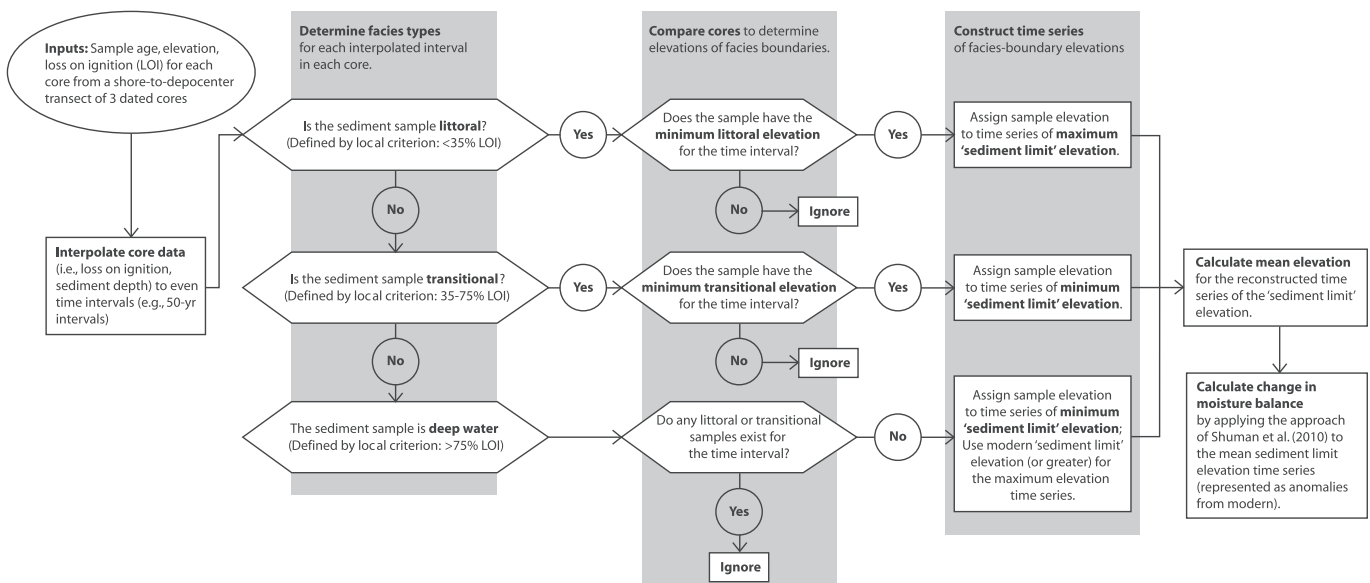 Inputs: Sample age, elevation,
loss on ignition (LOI) for each
core from a shore-to-depocenter
transect of 3 dated cores
Interpolate core data
(i.e., loss on ignition,
sediment depth) to even
time intervals (e.g., 50-yr
intervals)
Determine facies types
for each interpolated interval
in each core.
Is the sediment sample littoral?
(Defined by local criterion: <35% LOI)
No
Is the sediment sample transitional?
(Defined by local criterion: 35-75% LOI)
No
The sediment sample is deep water
(Defined by local criterion: >75% LOI)
Yes
Yes
Compare cores to determine
elevations of facies boundaries.
Does the sample have the
minimum littoral elevation
for the time interval?
No
Ignore
Does the sample have the
minimum transitional elevation
for the time interval?
No
Ignore
Do any littoral or transitional
samples exist for
the time interval?
Yes
Ignore
Yes
Yes
No
Construct time series
of facies-boundary elevations
Assign sample elevation
to time series of maximum
‘sediment limit’ elevation.
Assign sample elevation
to time series of minimum
‘sediment limit’ elevation.
Assign sample elevation
to time series of minimum
‘sediment limit’ elevation;
Use modern ‘sediment limit’
elevation (or greater) for
the maximum elevation
time series.
Calculate mean elevation
for the reconstructed time
series of the ‘sediment limit’
elevation.
Calculate change in
moisture balance
by applying the approach
of Shuman et al. (2010) to
the mean sediment limit
elevation time series
(represented as anomalies
from modern).